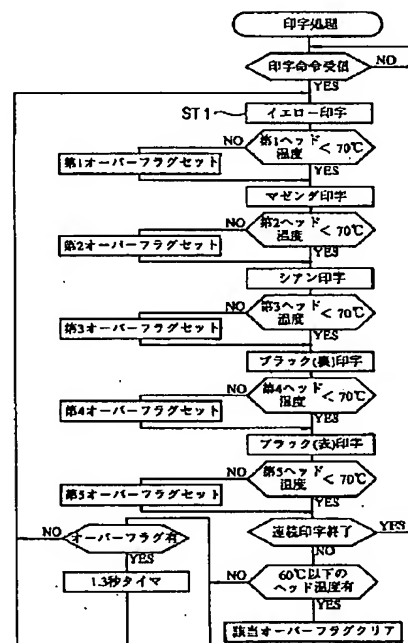 印字処理
印字命令受信
NO
YES
ST1
イエロー印字
NO
第1ヘッド温度 < 70℃
第1オーバーフラグセット
YES
マゼンダ印字
NO
第2ヘッド温度 < 70℃
第2オーバーフラグセット
YES
シアン印字
NO
第3ヘッド温度 < 70℃
第3オーバーフラグセット
YES
ブラック(裏)印字
NO
第4ヘッド温度 < 70℃
第4オーバーフラグセット
YES
ブラック(表)印字
NO
第5ヘッド温度 < 70℃
第5オーバーフラグセット
YES
NO
オーバーフラグ有
連続印字終了
YES
YES
NO
1.3秒タイマ
NO
60℃以下の
ヘッド温度有
YES
該当オーバーフラグクリア